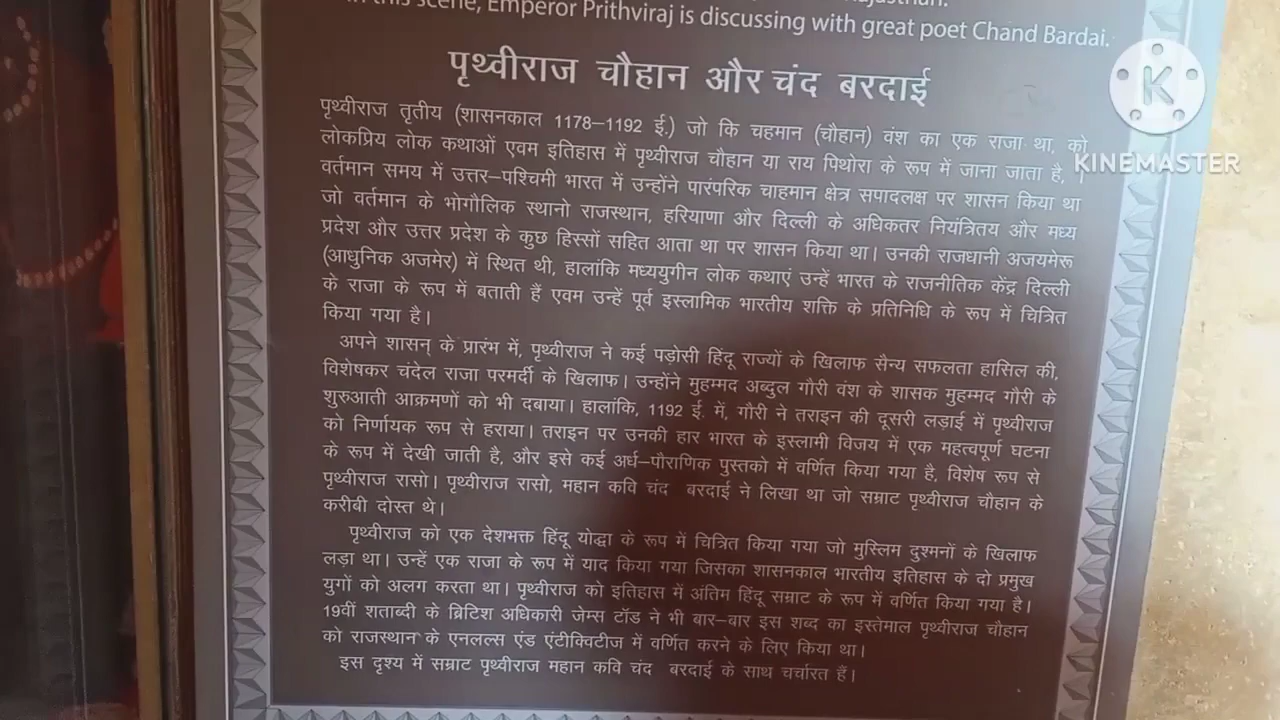 In this scene, Emperor Prithviraj is discussing with great poet Chand Bardai.
पृथ्वीराज चौहान और चंद बरदाई
पृथ्वीराज तृतीय (शासनकाल 1178–1192 ई.) जो कि चहमान (चौहान) वंश का एक राजा था, को
लोकप्रिय लोक कथाओं एवम इतिहास में पृथ्वीराज चौहान या राय पिथोरा के रूप में जाना जाता है, ।
वर्तमान समय में उत्तर–पश्चिमी भारत में उन्होंने पारंपरिक चाहमान क्षेत्र सपादलक्ष पर शासन किया था
जो वर्तमान के भोगौलिक स्थानो राजस्थान, हरियाणा और दिल्ली के अधिकतर नियंत्रितय और मध्य
प्रदेश और उत्तर प्रदेश के कुछ हिस्सों सहित आता था पर शासन किया था। उनकी राजधानी अजयमेरू
(आधुनिक अजमेर) में स्थित थी, हालांकि मध्ययुगीन लोक कथाएं उन्हें भारत के राजनीतिक केंद्र दिल्ली
के राजा के रूप में बताती हैं एवम उन्हें पूर्व इस्लामिक भारतीय शक्ति के प्रतिनिधि के रूप में चित्रित
किया गया है।
अपने शासन् के प्रारंभ में, पृथ्वीराज ने कई पड़ोसी हिंदू राज्यों के खिलाफ सैन्य सफलता हासिल की,
विशेषकर चंदेल राजा परमर्दी के खिलाफ। उन्होंने मुहम्मद अब्दुल गौरी वंश के शासक मुहम्मद गौरी के
शुरुआती आक्रमणों को भी दबाया। हालांकि, 1192 ई. में, गौरी ने तराइन की दूसरी लड़ाई में पृथ्वीराज
को निर्णायक रूप से हराया। तराइन पर उनकी हार भारत के इस्लामी विजय में एक महत्वपूर्ण घटना
के रूप में देखी जाती है, और इसे कई अर्ध–पौराणिक पुस्तको में वर्णित किया गया है, विशेष रूप से
पृथ्वीराज रासो। पृथ्वीराज रासो, महान कवि चंद बरदाई ने लिखा था जो सम्राट पृथ्वीराज चौहान के
करीबी दोस्त थे।
पृथ्वीराज को एक देशभक्त हिंदू योद्धा के रूप में चित्रित किया गया जो मुस्लिम दुश्मनों के खिलाफ
लड़ा था। उन्हें एक राजा के रूप में याद किया गया जिसका शासनकाल भारतीय इतिहास के दो प्रमुख
युगों को अलग करता था। पृथ्वीराज को इतिहास में अंतिम हिंदू सम्राट के रूप में वर्णित किया गया है।
19वीं शताब्दी के ब्रिटिश अधिकारी जेम्स टॉड ने भी बार–बार इस शब्द का इस्तेमाल पृथ्वीराज चौहान
को राजस्थान के एनलल्स एंड एंटीक्विटीज में वर्णित करने के लिए किया था।
इस दृश्य में सम्राट पृथ्वीराज महान कवि चंद बरदाई के साथ चर्चारत हैं।
K
KINEMASTER